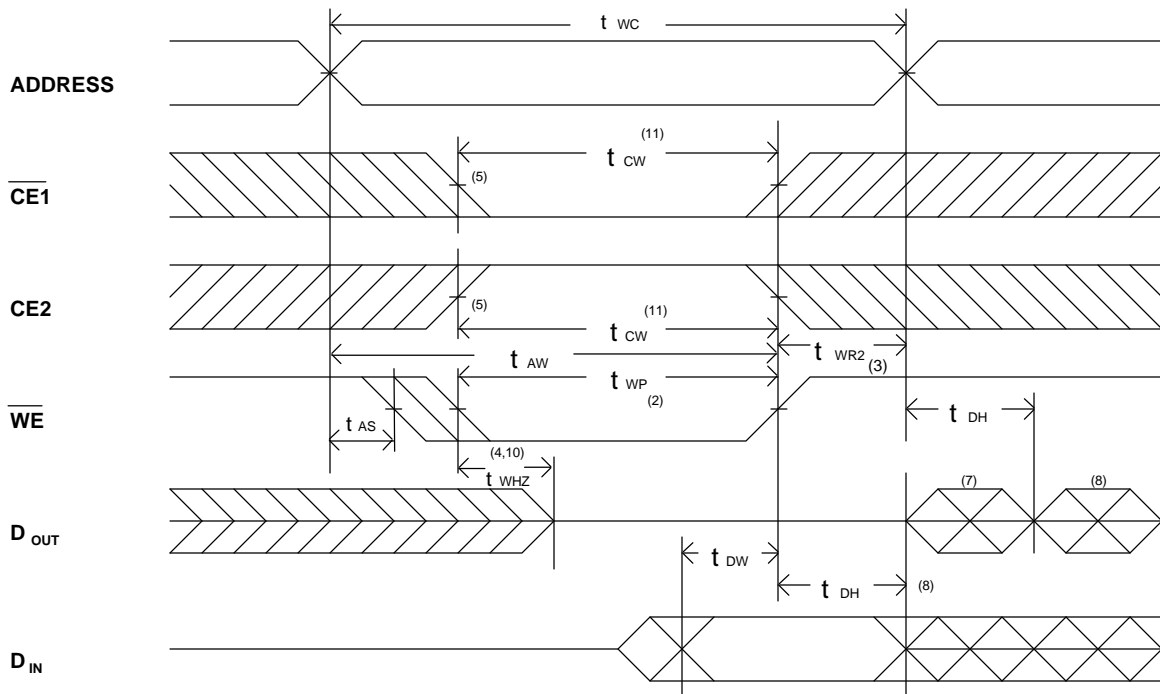 t WC
ADDRESS
(11)
t CW
CE1
(5)
CE2
(5)
(11)
t CW
t AW
t WR2
(3)
t WP
(2)
WE
t AS
t DH
(4,10)
t WHZ
(7)
(8)
D OUT
t DW
t DH
(8)
D IN